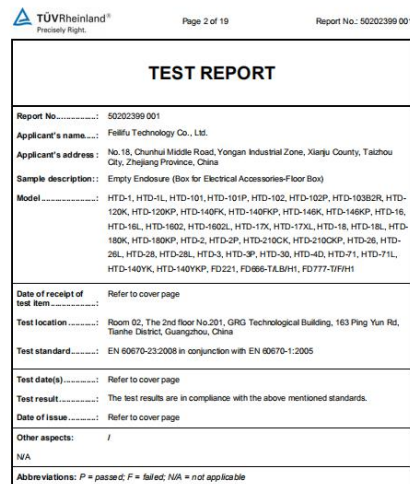 TÜVRheinland®
Precisely Right.
Page 2 of 19
Report No.: 50202399 001
TEST REPORT
Report No................: 50202399 001
Applicant's name.....: Feilifu Technology Co., Ltd.
Applicant's address : No.18, Chunhui Middle Road, Yongan Industrial Zone, Xianju County, Taizhou
City, Zhejiang Province, China
Sample description:: Empty Endosure (Box for Electrical Accessories-Floor Box)
Model ......................: HTD-1, HTD-1L, HTD-101, HTD-101P, HTD-102, HTD-102P, HTD-103B2R, HTD-
120K, HTD-120KP, HTD-140FK, HTD-140FKP, HTD-146K, HTD-146KP, HTD-16,
HTD-16L, HTD-1602, HTD-1602L, HTD-17X, HTD-17XL, HTD-18, HTD-18L, HTD-
180K, HTD-180KP, HTD-2, HTD-2P, HTD-210CK, HTD-210CKP, HTD-26, HTD-
26L, HTD-28, HTD-28L, HTD-3, HTD-3P, HTD-30, HTD-4D, HTD-71, HTD-71L,
HTD-140YK, HTD-140YKP, FD221, FD666-T/LB/H1, FD777-T/F/H1
Date of receipt of
test item...................: Refer to cover page
Test location ............: Room 02, The 2nd floor No.201, GRG Technological Building, 163 Ping Yun Rd,
Tianhe District, Guangzhou, China
Test standard...........: EN 60670-23:2008 in conjunction with EN 60670-1:2005
Test date(s)..............: Refer to cover page
Test result................: The test results are in compliance with the above mentioned standards.
Date of issue............: Refer to cover page
Other aspects: /
N/A
Abbreviations: P = passed; F = failed; N/A = not applicable